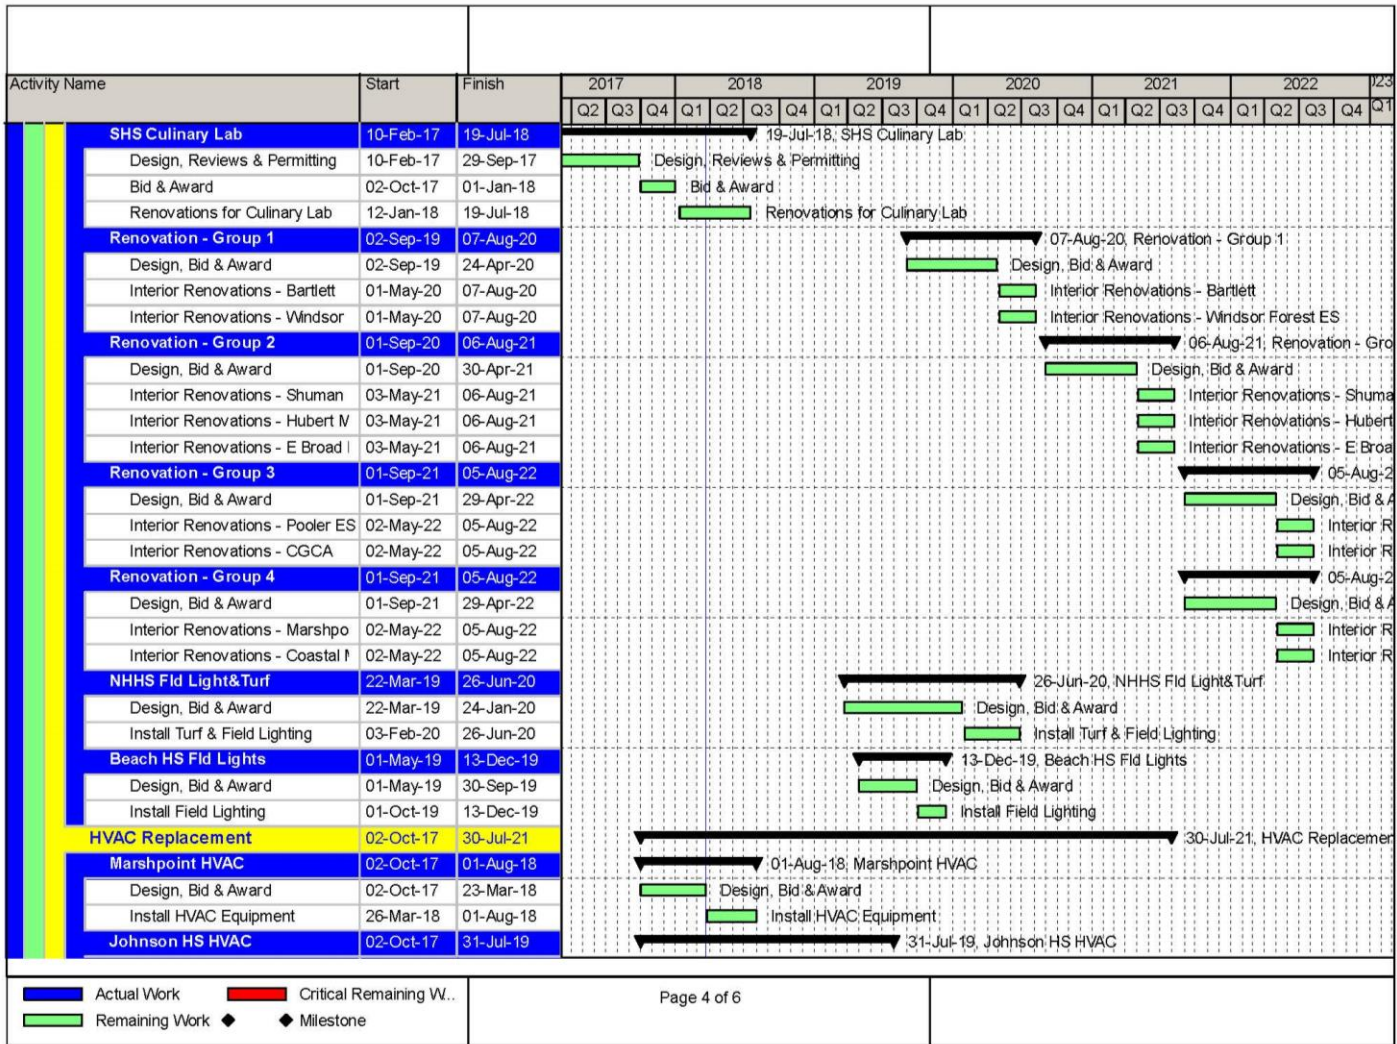 Activity Name Start Finish 2017 2018 2019 2020 2021 2022 023
Q2 Q3 Q4 Q1 Q2 Q3 Q4 Q1 Q2 Q3 Q4 Q1 Q2 Q3 Q4 Q1 Q2 Q3 Q4 Q1 Q2 Q3 Q4 Q1
SHS Culinary Lab 10-Feb-17 19-Jul-18 19-Jul-18, SHS Culinary Lab
Design, Reviews & Permitting 10-Feb-17 29-Sep-17 Design, Reviews & Permitting
Bid & Award 02-Oct-17 01-Jan-18 Bid & Award
Renovations for Culinary Lab 12-Jan-18 19-Jul-18 Renovations for Culinary Lab
Renovation - Group 1 02-Sep-19 07-Aug-20 07-Aug-20, Renovation - Group 1
Design, Bid & Award 02-Sep-19 24-Apr-20 Design, Bid & Award
Interior Renovations - Bartlett 01-May-20 07-Aug-20 Interior Renovations - Bartlett
Interior Renovations - Windsor 01-May-20 07-Aug-20 Interior Renovations - Windsor Forest ES
Renovation - Group 2 01-Sep-20 06-Aug-21 06-Aug-21, Renovation - Gro
Design, Bid & Award 01-Sep-20 30-Apr-21 Design, Bid & Award
Interior Renovations - Shuman 03-May-21 06-Aug-21 Interior Renovations - Shuma
Interior Renovations - Hubert M 03-May-21 06-Aug-21 Interior Renovations - Hubert
Interior Renovations - E Broad 03-May-21 06-Aug-21 Interior Renovations - E Broa
Renovation - Group 3 01-Sep-21 05-Aug-22 05-Aug-2
Design, Bid & Award 01-Sep-21 29-Apr-22 Design, Bid & A
Interior Renovations - Pooler ES 02-May-22 05-Aug-22 Interior R
Interior Renovations - CGCA 02-May-22 05-Aug-22 Interior R
Renovation - Group 4 01-Sep-21 05-Aug-22 05-Aug-2
Design, Bid & Award 01-Sep-21 29-Apr-22 Design, Bid & A
Interior Renovations - Marshpo 02-May-22 05-Aug-22 Interior R
Interior Renovations - Coastal 02-May-22 05-Aug-22 Interior R
NHHS Fld Light&Turf 22-Mar-19 26-Jun-20 26-Jun-20, NHHS Fld Light&Turf
Design, Bid & Award 22-Mar-19 24-Jan-20 Design, Bid & Award
Install Turf & Field Lighting 03-Feb-20 26-Jun-20 Install Turf & Field Lighting
Beach HS Fld Lights 01-May-19 13-Dec-19 13-Dec-19, Beach HS Fld Lights
Design, Bid & Award 01-May-19 30-Sep-19 Design, Bid & Award
Install Field Lighting 01-Oct-19 13-Dec-19 Install Field Lighting
HVAC Replacement 02-Oct-17 30-Jul-21 30-Jul-21, HVAC Replacemen
Marshpoint HVAC 02-Oct-17 01-Aug-18 01-Aug-18, Marshpoint HVAC
Design, Bid & Award 02-Oct-17 23-Mar-18 Design, Bid & Award
Install HVAC Equipment 26-Mar-18 01-Aug-18 Install HVAC Equipment
Johnson HS HVAC 02-Oct-17 31-Jul-19 31-Jul-19, Johnson HS HVAC
Actual Work Critical Remaining W... Page 4 of 6
Remaining Work Milestone